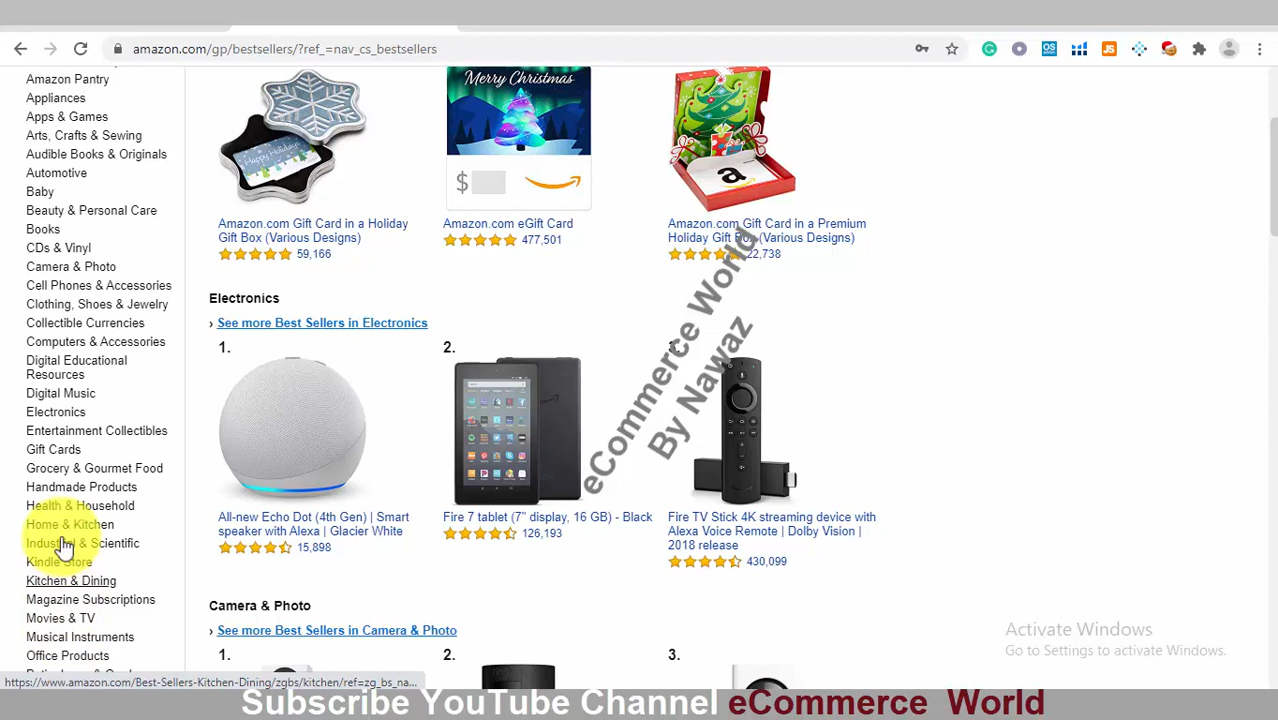 amazon.com/gp/bestsellers/?ref_=nav_cs_bestsellers
OS
JS
Amazon Pantry
Appliances
Apps & Games
Arts, Crafts & Sewing
Audible Books & Originals
Automotive
Baby
Beauty & Personal Care
Books
CDs & Vinyl
Camera & Photo
Cell Phones & Accessories
Clothing, Shoes & Jewelry
Collectible Currencies
Computers & Accessories
Digital Educational
Resources
Digital Music
Electronics
Entertainment Collectibles
Gift Cards
Grocery & Gourmet Food
Handmade Products
Health & Household
Home & Kitchen
Industrial & Scientific
Kindle Store
Kitchen & Dining
Magazine Subscriptions
Movies & TV
Musical Instruments
Office Products
Happy Holidays
Merry Christmas
$
a
Amazon.com Gift Card in a Holiday
Gift Box (Various Designs)
59,166
Amazon.com eGift Card
477,501
Amazon.com Gift Card in a Premium
Holiday Gift Box (Various Designs)
22,738
Electronics
› See more Best Sellers in Electronics
1.
2.
3.
All-new Echo Dot (4th Gen) | Smart
speaker with Alexa | Glacier White
15,898
Fire 7 tablet (7" display, 16 GB) - Black
126,193
Fire TV Stick 4K streaming device with
Alexa Voice Remote | Dolby Vision |
2018 release
430,099
Camera & Photo
› See more Best Sellers in Camera & Photo
1.
2.
3.
eCommerce World
By Nawaz
Activate Windows
Go to Settings to activate Windows.
https://www.amazon.com/Best-Sellers-Kitchen-Dining/zgbs/kitchen/ref=zg_bs_na...
Subscribe YouTube Channel eCommerce World